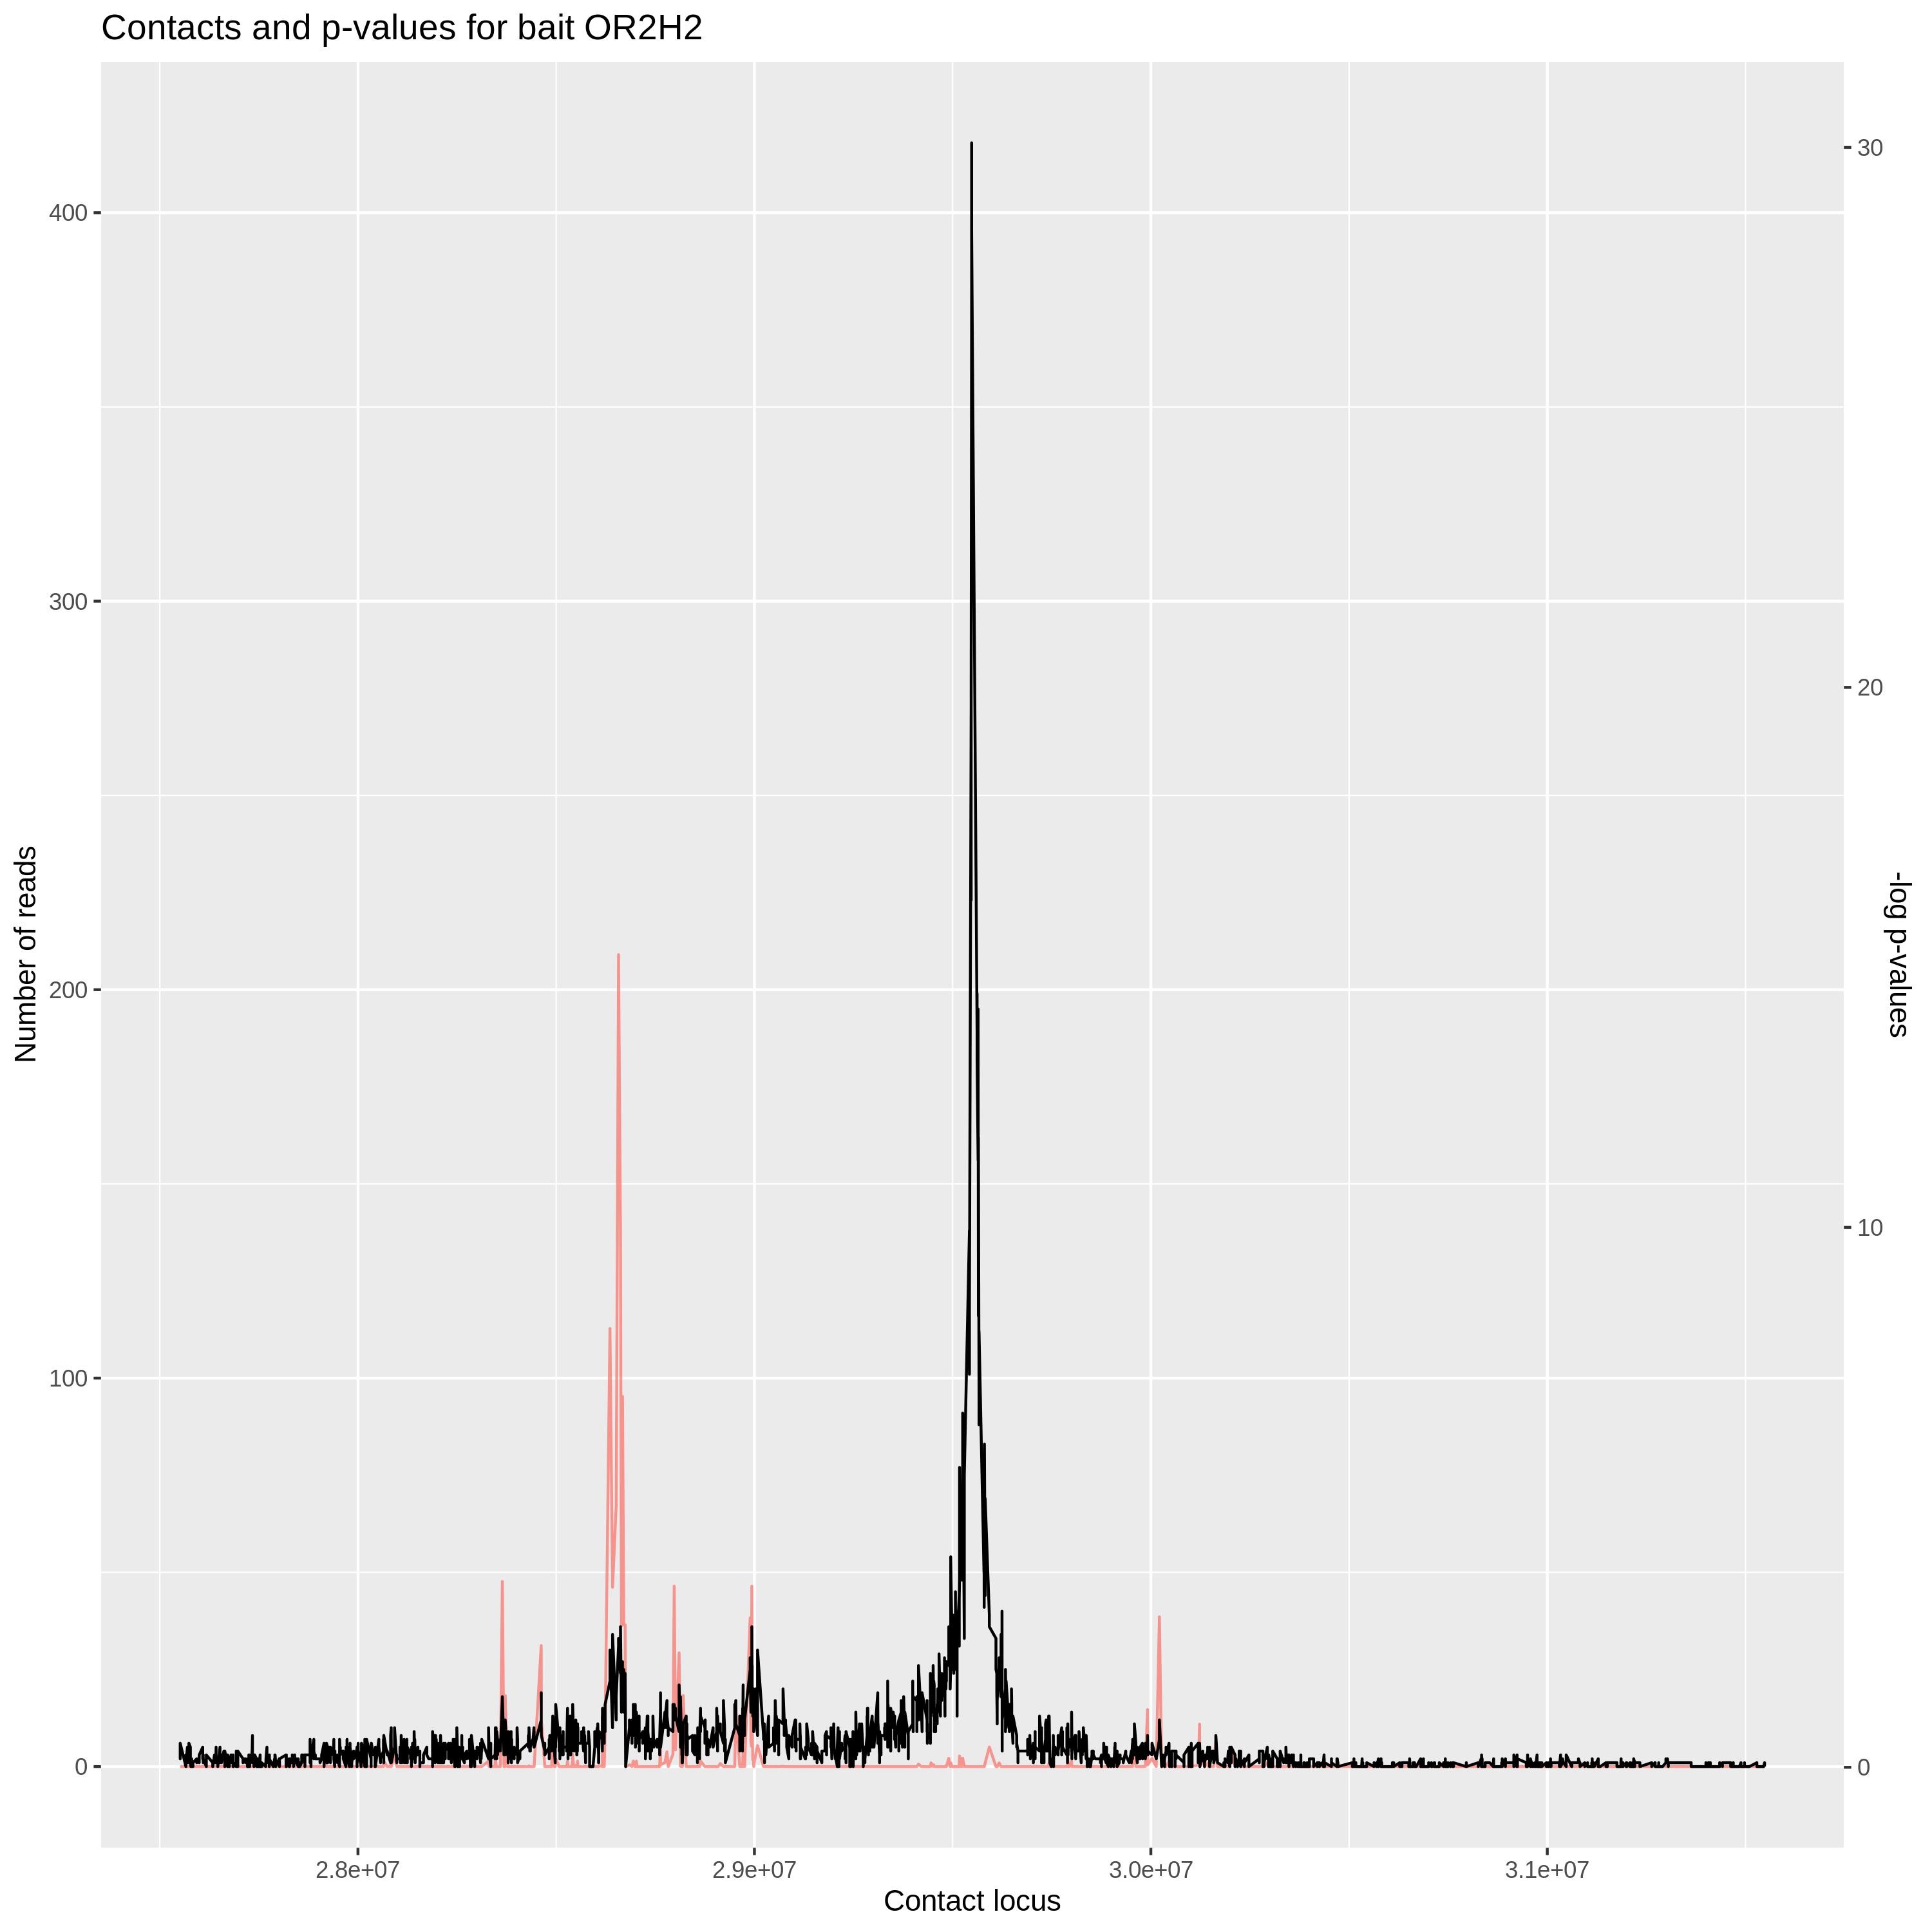 Contacts and p-values for bait OR2H2
Number of reads
400
300
200
100
0
30
20
10
0
-log p-values
2.8e+07 2.9e+07 3.0e+07 3.1e+07
Contact locus